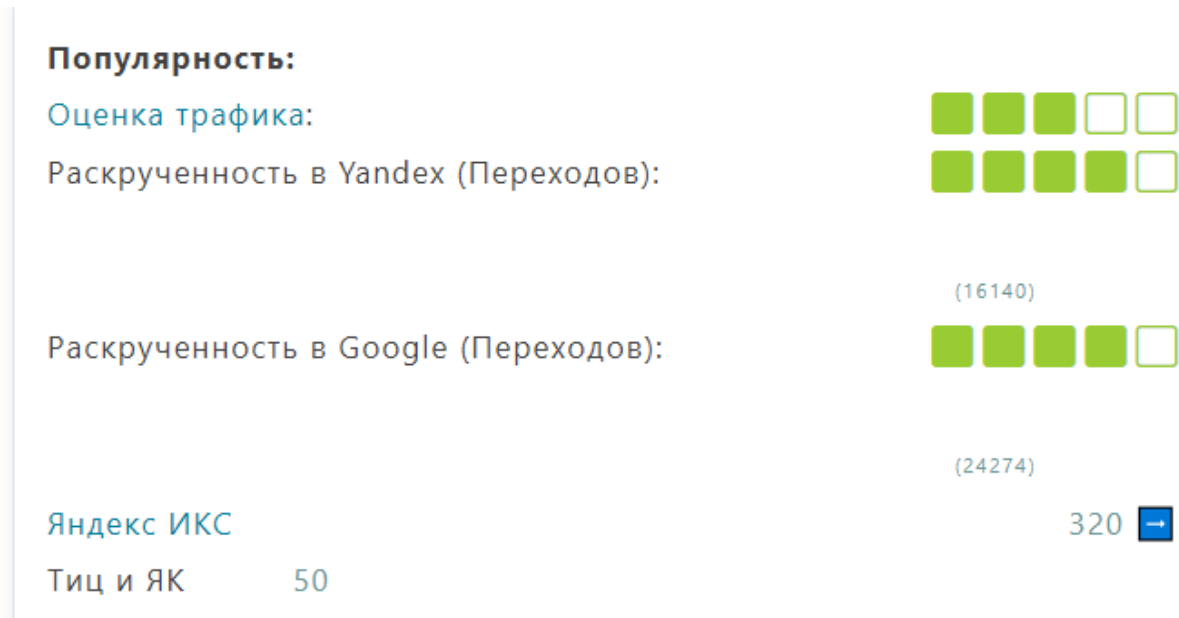 Популярность:
Оценка трафика:
Раскрученность в Yandex (Переходов):
(16140)
Раскрученность в Google (Переходов):
(24274)
Яндекс ИКС 320 →
Тиц и ЯК 50